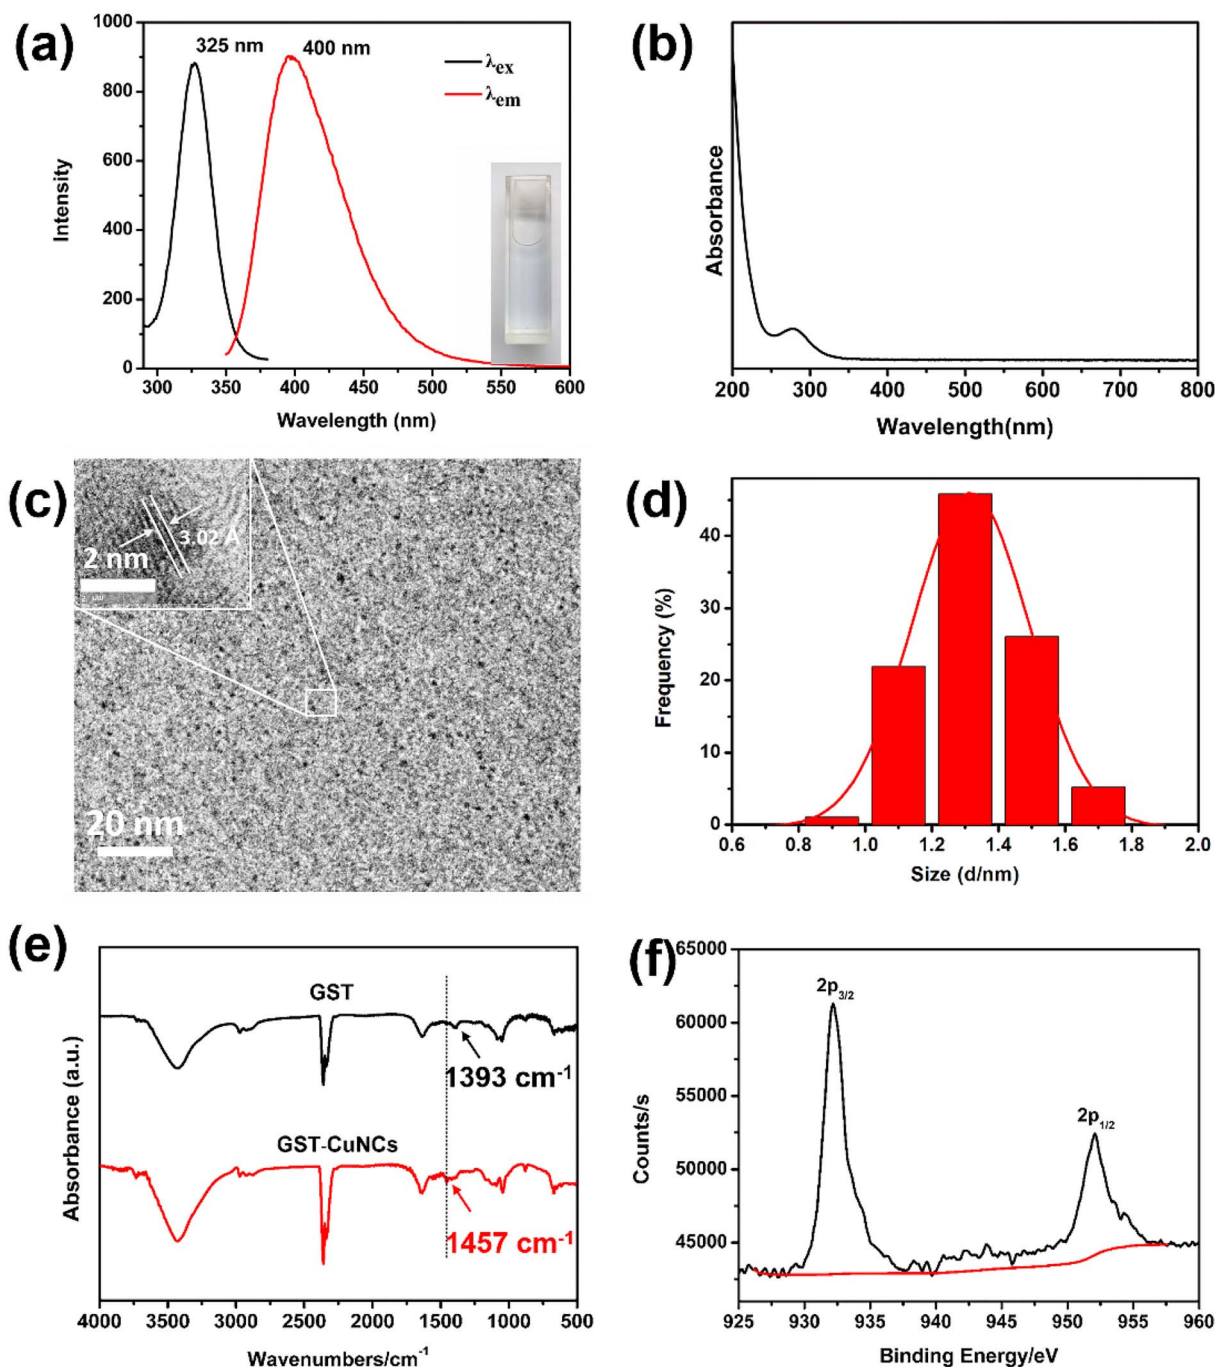 (a)
325 nm 400 nm
λex
λem
1000
800
600
400
200
0
Intensity
300 350 400 450 500 550 600
Wavelength (nm)
(b)
Absorbance
200 300 400 500 600 700 800
Wavelength(nm)
(c)
3.02 Å
2 nm
20 nm
(d)
Frequency (%)
40
30
20
10
0
0.6 0.8 1.0 1.2 1.4 1.6 1.8 2.0
Size (d/nm)
(e)
Absorbance (a.u.)
GST
1393 cm-1
GST-CuNCs
1457 cm-1
4000 3500 3000 2500 2000 1500 1000 500
Wavenumbers/cm-1
(f)
Counts/s
65000
60000
55000
50000
45000
2p3/2
2p1/2
925 930 935 940 945 950 955 960
Binding Energy/eV